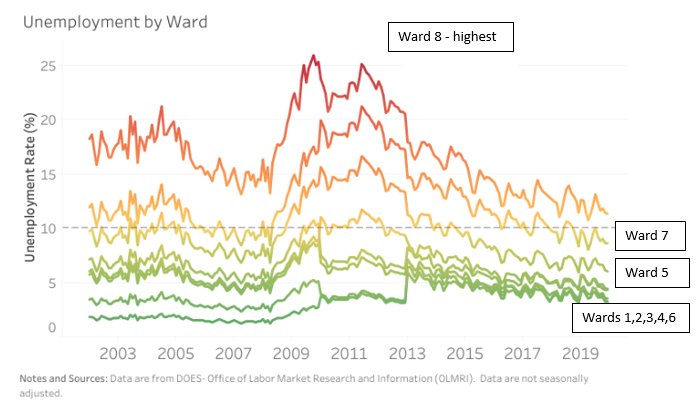 Unemployment by Ward
Ward 8 - highest
Unemployment Rate (%)
25
20
15
10
5
0
Ward 7
Ward 5
Wards 1,2,3,4,6
2003 2005 2007 2009 2011 2013 2015 2017 2019
Notes and Sources: Data are from DOES- Office of Labor Market Research and Information (OLMRI). Data are not seasonally
adjusted.